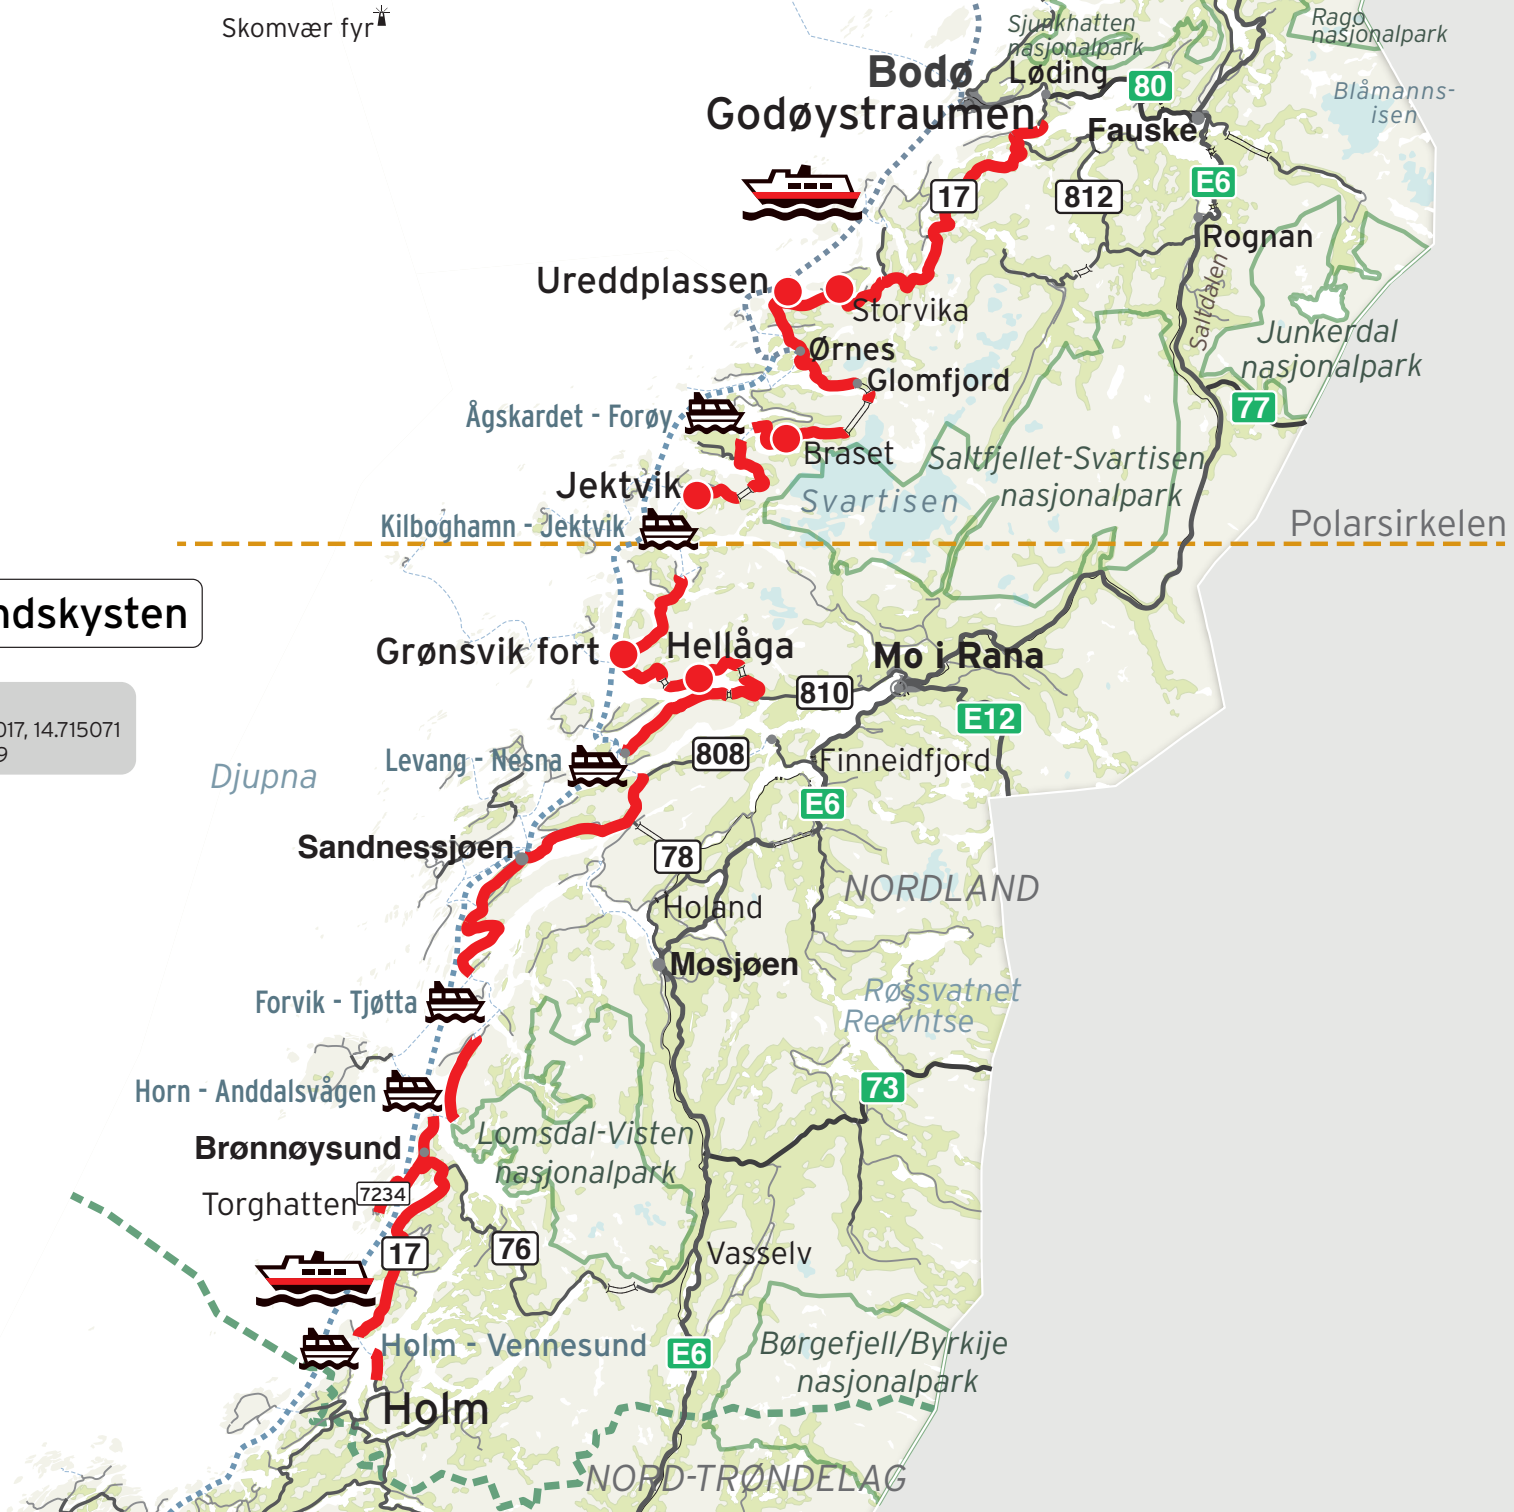 Skomvær fyr
Sjunkhatten
nasjonalpark
Rago
nasjonalpark
Bodø
Løding
80
Blåmanns-
isen
Godøystraumen
Fauske
17
812
E6
Rognan
Saltdalen
Ureddplassen
Storvika
Junkerdal
nasjonalpark
Ørnes
Glomfjord
77
Ågskardet - Forøy
Braset
Saltfjellet-Svartisen
nasjonalpark
Svartisen
Jektvik
Kilboghamn - Jektvik
Polarsirkelen
ndskysten
Grønsvik fort
Hellåga
Mo i Rana
810
E12
017, 14.715071
9
Levang - Nesna
808
Finneidfjord
Djupna
E6
Sandnessjøen
78
NORDLAND
Holand
Mosjøen
Forvik - Tjøtta
Røssvatnet
Reevhtse
Horn - Anddalsvågen
73
Brønnøysund
Lomsdal-Visten
nasjonalpark
Torghatten
7234
17
76
Vasselv
Holm - Vennesund
E6
Børgefjell/Byrkije
nasjonalpark
Holm
NORD-TRØNDELAG